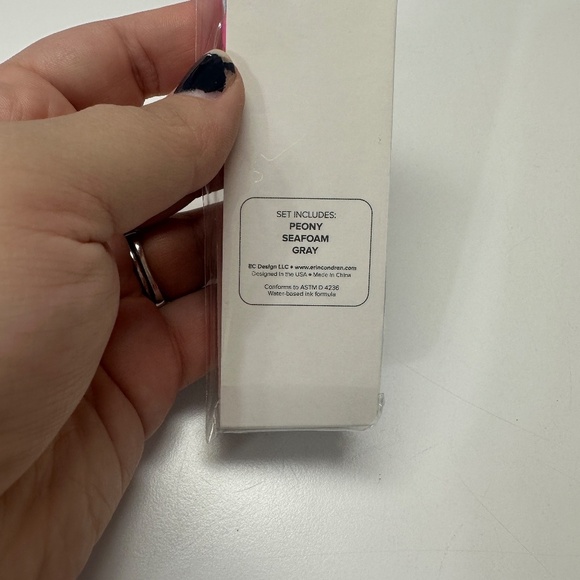 SET INCLUDES:
PEONY
SEAFOAM
GRAY
EC Design LLC • www.erincondren.com
Designed in the USA • Made in China
Conforms to ASTM D 4236
Water-based ink formula